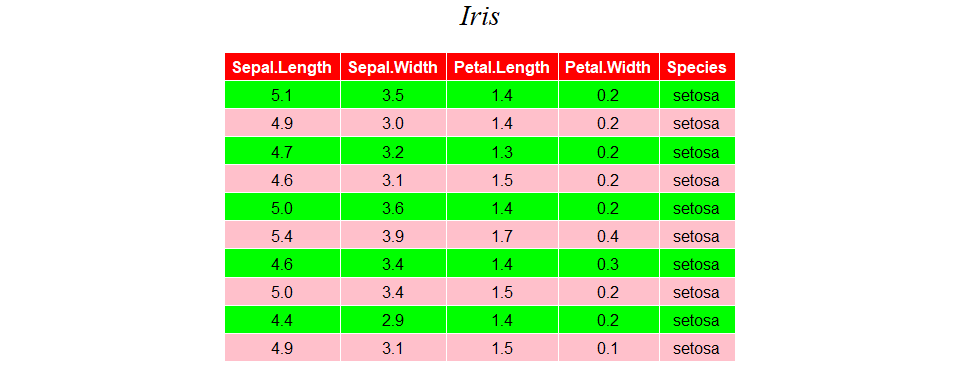 Iris
Sepal.Length Sepal.Width Petal.Length Petal.Width Species
5.1 3.5 1.4 0.2 setosa
4.9 3.0 1.4 0.2 setosa
4.7 3.2 1.3 0.2 setosa
4.6 3.1 1.5 0.2 setosa
5.0 3.6 1.4 0.2 setosa
5.4 3.9 1.7 0.4 setosa
4.6 3.4 1.4 0.3 setosa
5.0 3.4 1.5 0.2 setosa
4.4 2.9 1.4 0.2 setosa
4.9 3.1 1.5 0.1 setosa